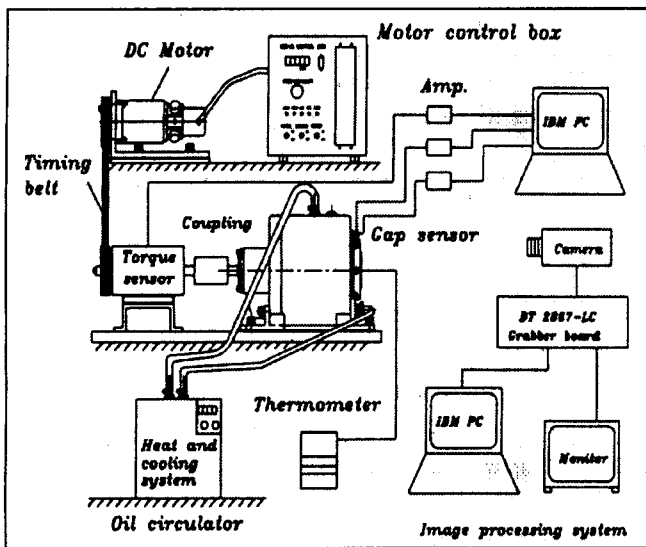 Motor control box
DC Motor
Amp.
IBM PC
Timing
belt
Coupling
Gap sensor
Torque
sensor
Camera
DT 2867-LC
Grabber board
Thermometer
IBM PC
Monitor
Heat and
cooling
system
Oil circulator
Image processing system